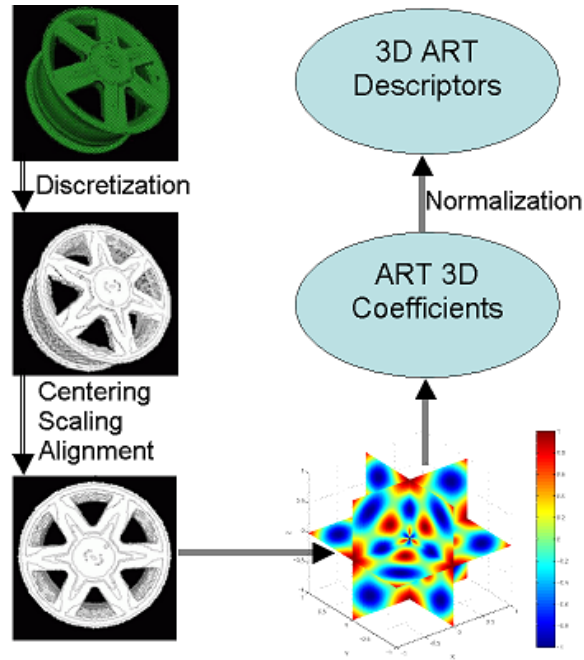 Discretization
Centering
Scaling
Alignment
3D ART
Descriptors
Normalization
ART 3D
Coefficients